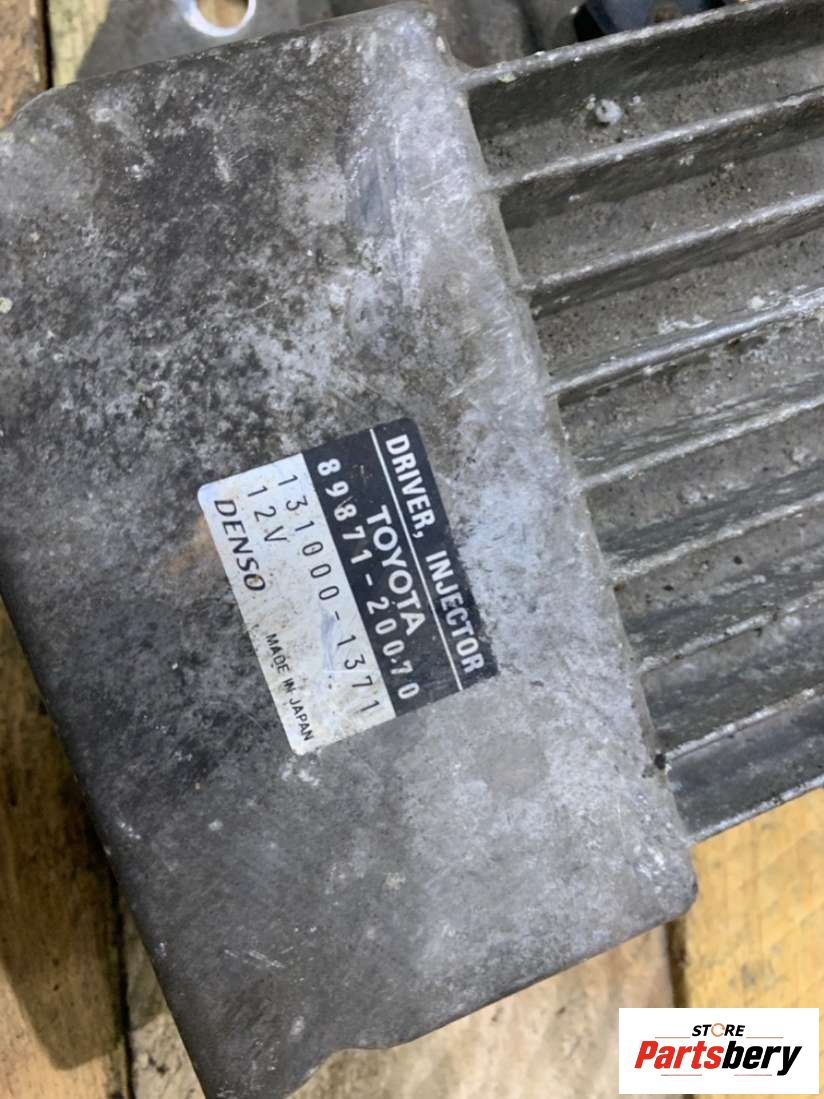 DRIVER, INJECTOR
TOYOTA
89871-20070
131000-1371
12V
DENSO MADE IN JAPAN
STORE
Partsbery